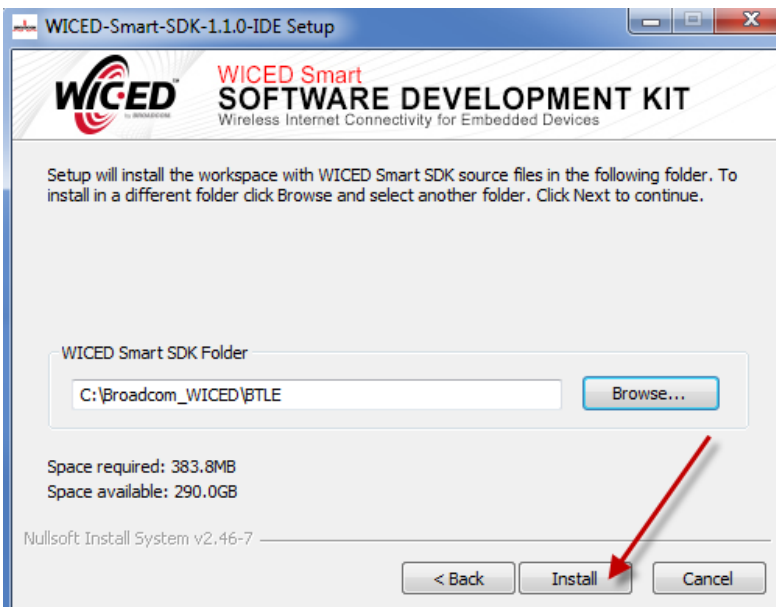 WICED-Smart-SDK-1.1.0-IDE Setup
WICED™
by BROADCOM
WICED Smart
SOFTWARE DEVELOPMENT KIT
Wireless Internet Connectivity for Embedded Devices
Setup will install the workspace with WICED Smart SDK source files in the following folder. To
install in a different folder click Browse and select another folder. Click Next to continue.
WICED Smart SDK Folder
C:\Broadcom_WICED\BTLE
Browse...
Space required: 383.8MB
Space available: 290.0GB
Nullsoft Install System v2.46-7
< Back
Install
Cancel